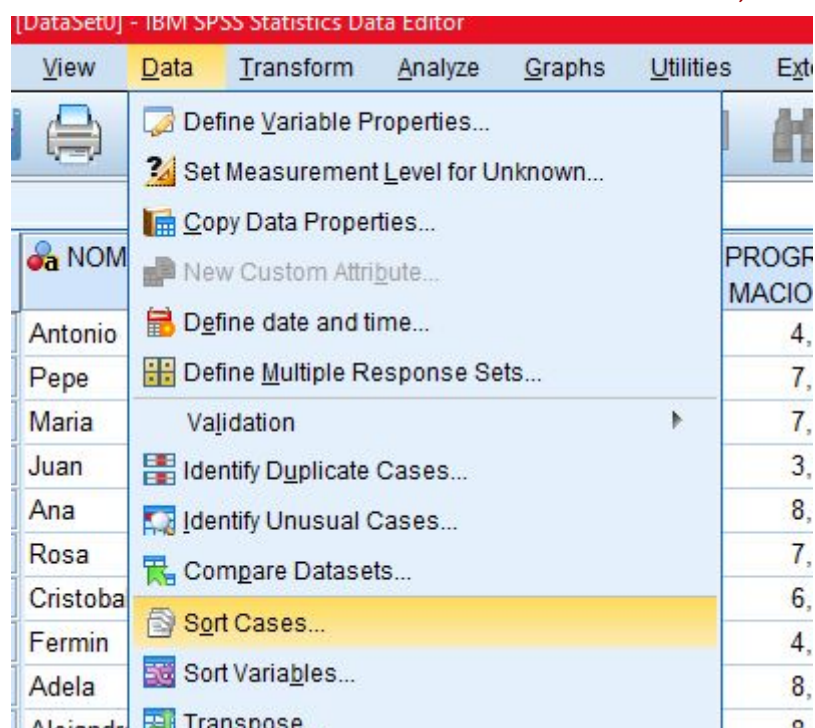 [DataSet0] - IBM SPSS Statistics Data Editor
View Data Transform Analyze Graphs Utilities Ext
Define Variable Properties...
Set Measurement Level for Unknown...
Copy Data Properties...
a NOM
New Custom Attribute...
PROGR
MACIO
Define date and time...
Antonio 4,
Define Multiple Response Sets...
Pepe 7,
Validation
Maria 7,
Identify Duplicate Cases...
Juan 3,
Identify Unusual Cases...
Ana 8,
Compare Datasets...
Rosa 7,
Cristoba 6,
Sort Cases...
Fermin 4,
Sort Variables...
Adela 8,
Transpose